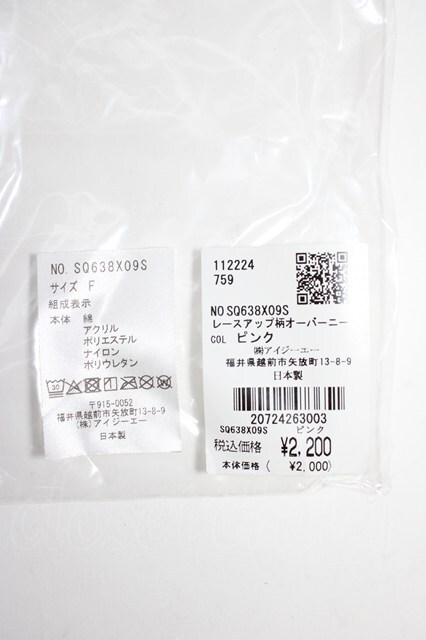 NO. SQ638X09S
サイズ F
組成表示
本体 綿
アクリル
ポリエステル
ナイロン
ポリウレタン
30
〒915-0052
福井県越前市矢放町13-8-9
(株)アイジーエー
日本製
112224
759
NO SQ638X09S
レースアップ柄オーバーニー
COL ピンク
㈱アイジーエー
福井県越前市矢放町13-8-9
日本製
20724263003
SQ638X09S ピンク
税込価格 ¥2,200
本体価格 ( ¥2,000)